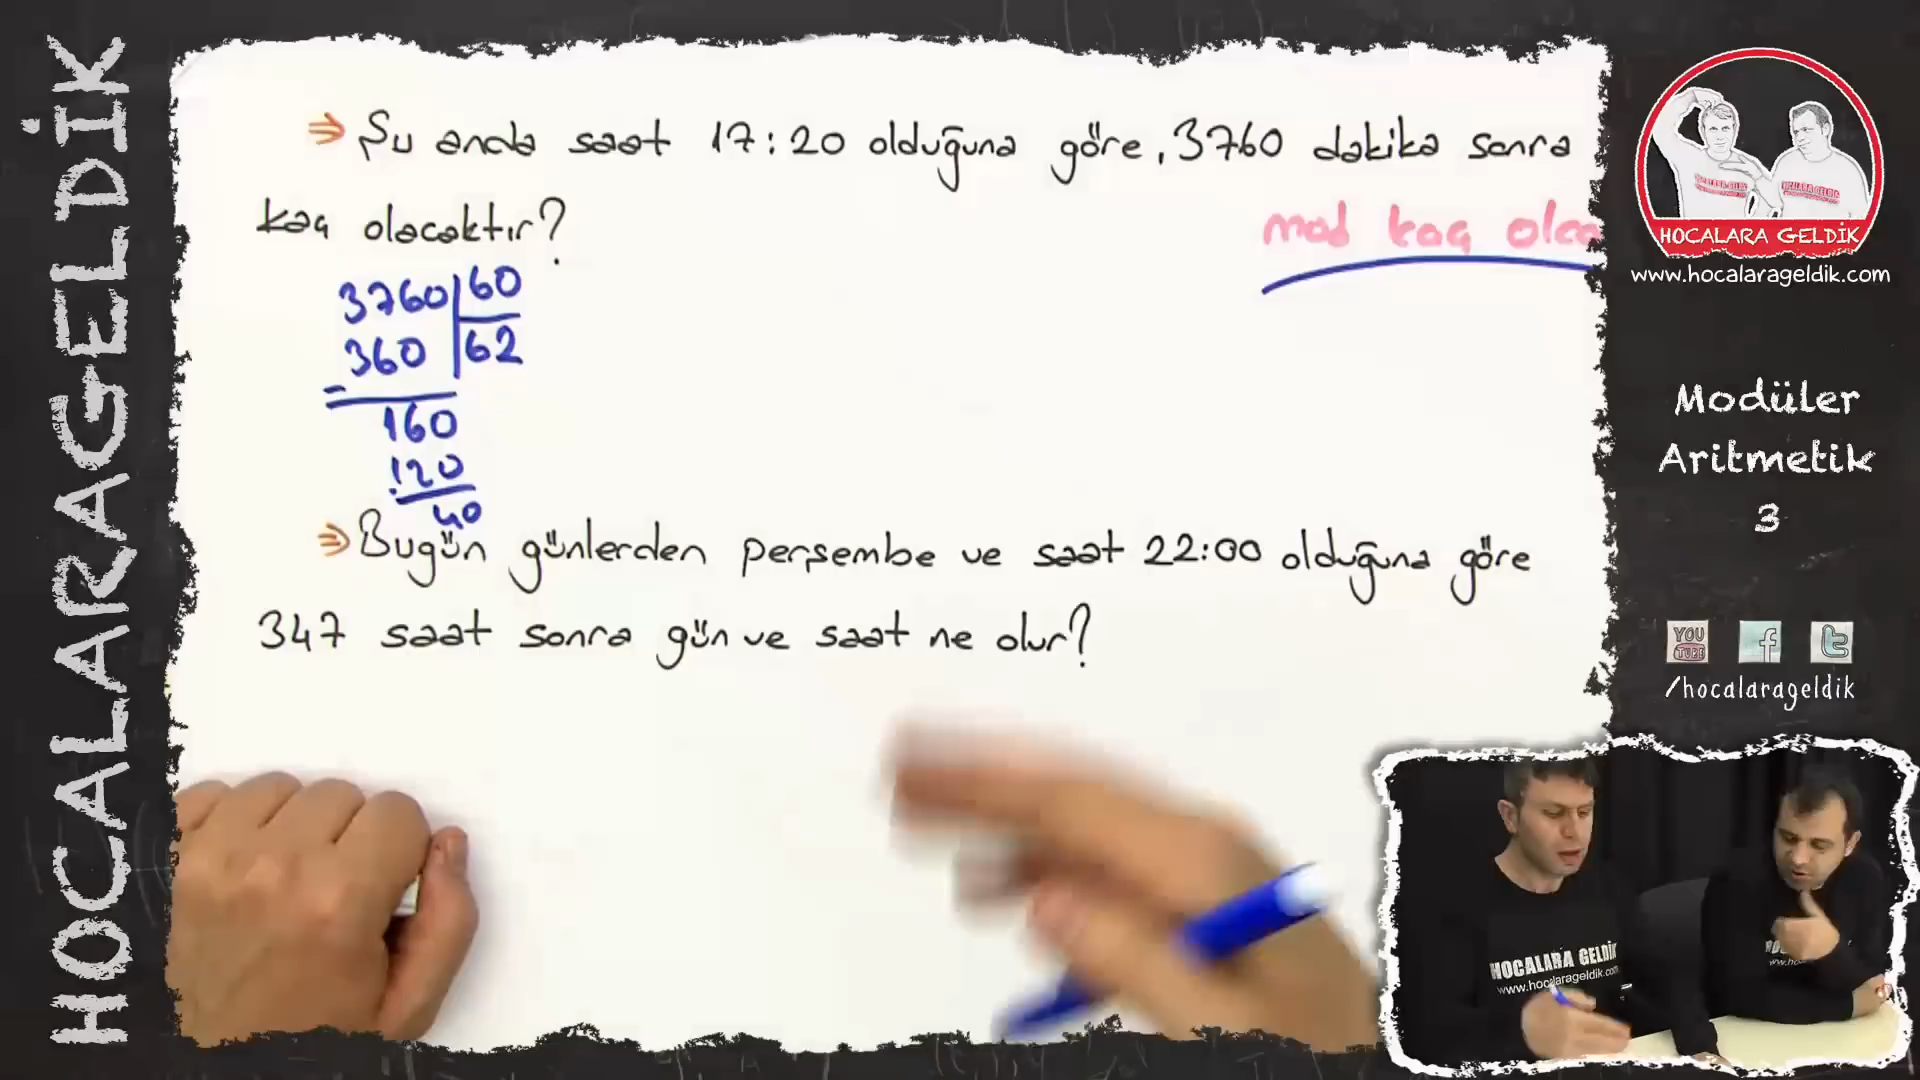 HOCALARAGELDİK
⇒ Şu anda saat 17:20 olduğuna göre, 3760 dakika sonra
kaç olacaktır?
mod kaç
3760 60
360 62
-
160
120
40
⇒ Bugün günlerden perşembe ve saat 22:00 olduğuna göre
347 saat sonra gün ve saat ne olur?
HOCALARA GELDİK
www.hocalarageldik.com
Modüler
Aritmetik
3
YOU
TUBE
f
t
/hocalarageldik
HOCALARA GELDİK
www.hocalarageldik.com